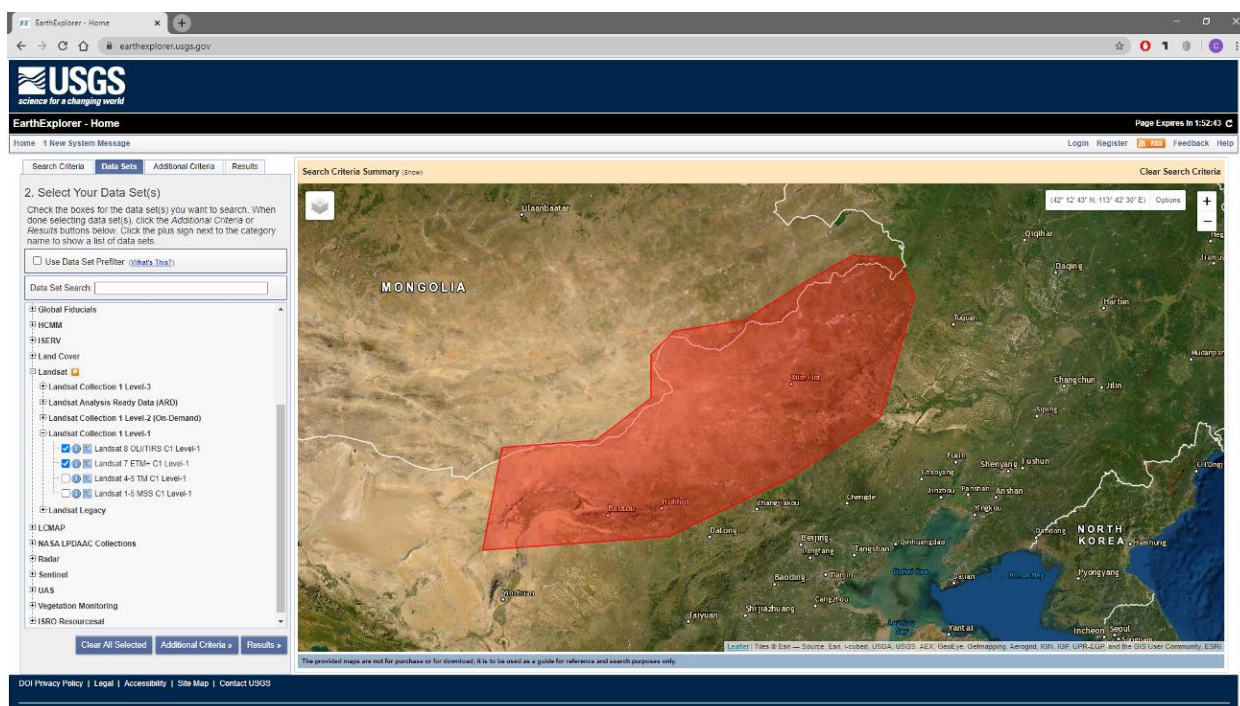 EarthExplorer - Home
earthexplorer.usgs.gov
USGS
science for a changing world
EarthExplorer - Home
Page Expires In 1:52:43
Home 1 New System Message
Login Register RSS Feedback Help
Search Criteria Data Sets Additional Criteria Results
2. Select Your Data Set(s)
Check the boxes for the data set(s) you want to search. When
done selecting data set(s), click the Additional Criteria or
Results buttons below. Click the plus sign next to the category
name to show a list of data sets.
Use Data Set Prefilter (What's This?)
Data Set Search:
Global Fiducials
HCMM
ISERV
Land Cover
Landsat
Landsat Collection 1 Level-3
Landsat Analysis Ready Data (ARD)
Landsat Collection 1 Level-2 (On-Demand)
Landsat Collection 1 Level-1
Landsat 8 OLI/TIRS C1 Level-1
Landsat 7 ETM+ C1 Level-1
Landsat 4-5 TM C1 Level-1
Landsat 1-5 MSS C1 Level-1
Landsat Legacy
LCMAP
NASA LPDAAC Collections
Radar
Sentinel
UAS
Vegetation Monitoring
ISRO Resourcesat
Clear All Selected Additional Criteria » Results »
Search Criteria Summary (Show)
Clear Search Criteria
(42° 12' 43" N, 113° 42' 30" E) Options
+
−
Ulaanbaatar
Qiqihar
Daqing
MONGOLIA
Harbin
Tuquan
Mudanjian
Xilin Hot
Changchun
Jilin
Siping
Fuxin
Shenyang
Fushun
Chaoyang
Jinzhou
Panshan
Anshan
Yingkou
Baotou
Hohhot
Zhangjiakou
Chengde
Datong
Beijing
Qinhuangdao
Dandong
NORTH
KOREA
Hamhung
Langfang
Tangshan
Baoding
Tianjin
Bohai Sea
Dalian
Korea Bay
Pyongyang
Yinchuan
Cangzhou
Taiyuan
Shijiazhuang
Laizhou
Bay
Yantai
Incheon
Seoul
Leaflet | Tiles © Esri — Source: Esri, i-cubed, USDA, USGS, AEX, GeoEye, Getmapping, Aerogrid, IGN, IGP, UPR-EGP, and the GIS User Community, ESRI
The provided maps are not for purchase or for download; it is to be used as a guide for reference and search purposes only.
DOI Privacy Policy | Legal | Accessibility | Site Map | Contact USGS